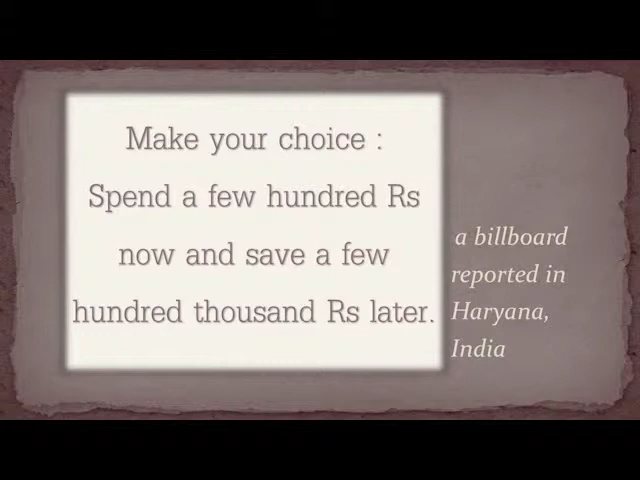 Make your choice :
Spend a few hundred Rs
now and save a few
hundred thousand Rs later.
a billboard
reported in
Haryana,
India